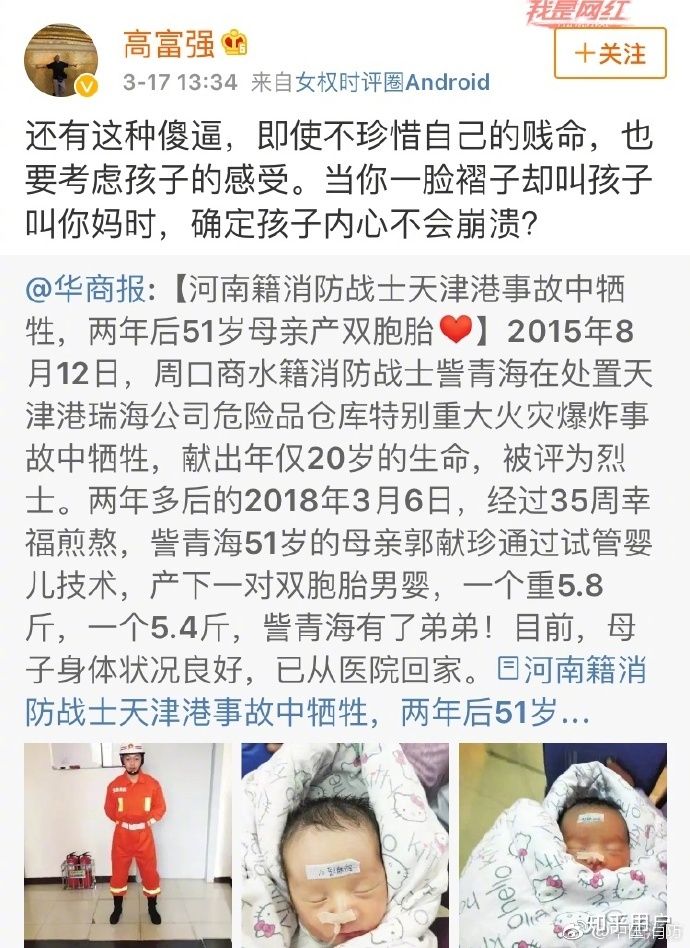 我是网红
高富强
+关注
3-17 13:34 来自女权时评圈Android
还有这种傻逼，即使不珍惜自己的贱命，也
要考虑孩子的感受。当你一脸褶子却叫孩子
叫你妈时，确定孩子内心不会崩溃？
@华商报:【河南籍消防战士天津港事故中牺
牲，两年后51岁母亲产双胞胎❤】2015年8
月12日，周口商水籍消防战士訾青海在处置天
津港瑞海公司危险品仓库特别重大火灾爆炸事
故中牺牲，献出年仅20岁的生命，被评为烈
士。两年多后的2018年3月6日，经过35周幸
福煎熬，訾青海51岁的母亲郭献珍通过试管婴
儿技术，产下一对双胞胎男婴，一个重5.8
斤，一个5.4斤，訾青海有了弟弟！目前，母
子身体状况良好，已从医院回家。河南籍消
防战士天津港事故中牺牲，两年后51岁...
知乎用户